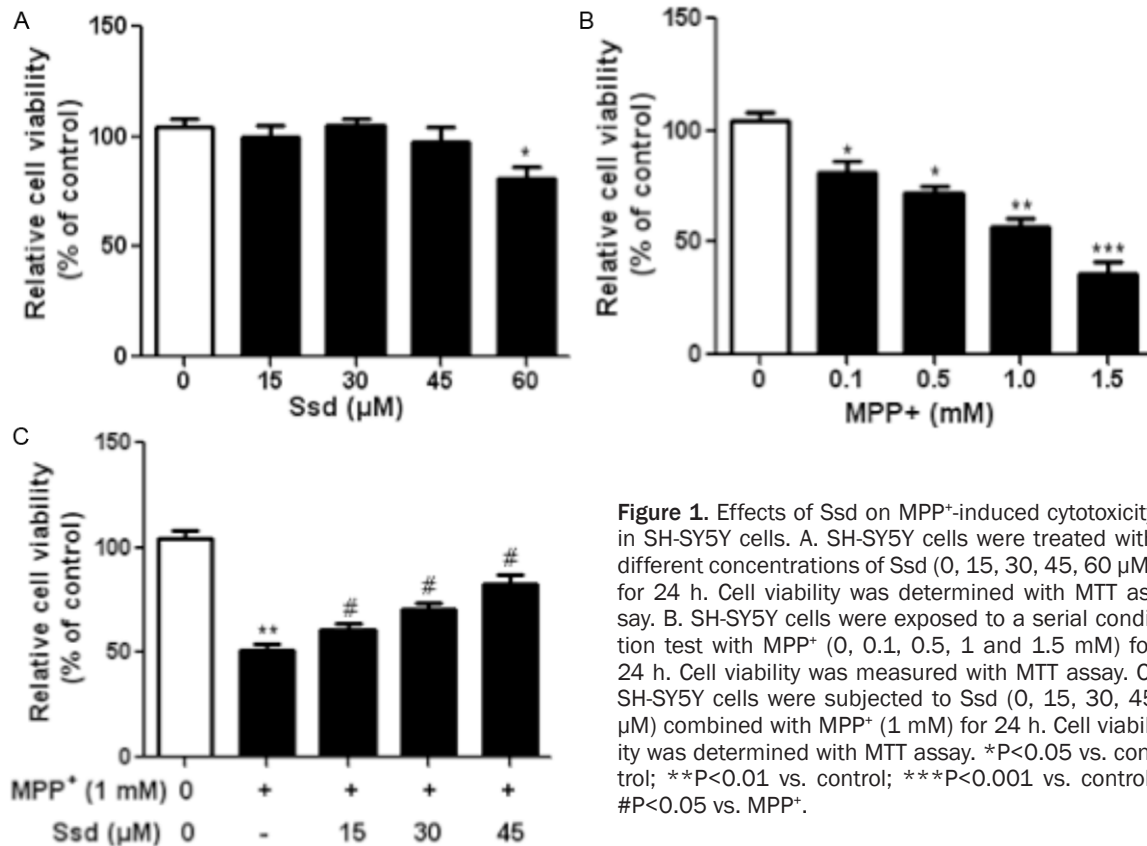 A
Relative cell viability
(% of control)
150
100
50
0
*
0 15 30 45 60
Ssd (µM)
B
Relative cell viability
(% of control)
150
100
50
0
*
*
**
***
0 0.1 0.5 1.0 1.5
MPP+ (mM)
C
Relative cell viability
(% of control)
150
100
50
0
**
#
#
#
MPP⁺ (1 mM) 0 + + + +
Ssd (µM) 0 - 15 30 45
Figure 1. Effects of Ssd on MPP⁺-induced cytotoxicity
in SH-SY5Y cells. A. SH-SY5Y cells were treated with
different concentrations of Ssd (0, 15, 30, 45, 60 µM
for 24 h. Cell viability was determined with MTT as-
say. B. SH-SY5Y cells were exposed to a serial condi-
tion test with MPP⁺ (0, 0.1, 0.5, 1 and 1.5 mM) fo
24 h. Cell viability was measured with MTT assay. C
SH-SY5Y cells were subjected to Ssd (0, 15, 30, 45
µM) combined with MPP⁺ (1 mM) for 24 h. Cell viabil-
ity was determined with MTT assay. *P<0.05 vs. con-
trol; **P<0.01 vs. control; ***P<0.001 vs. control
#P<0.05 vs. MPP⁺.